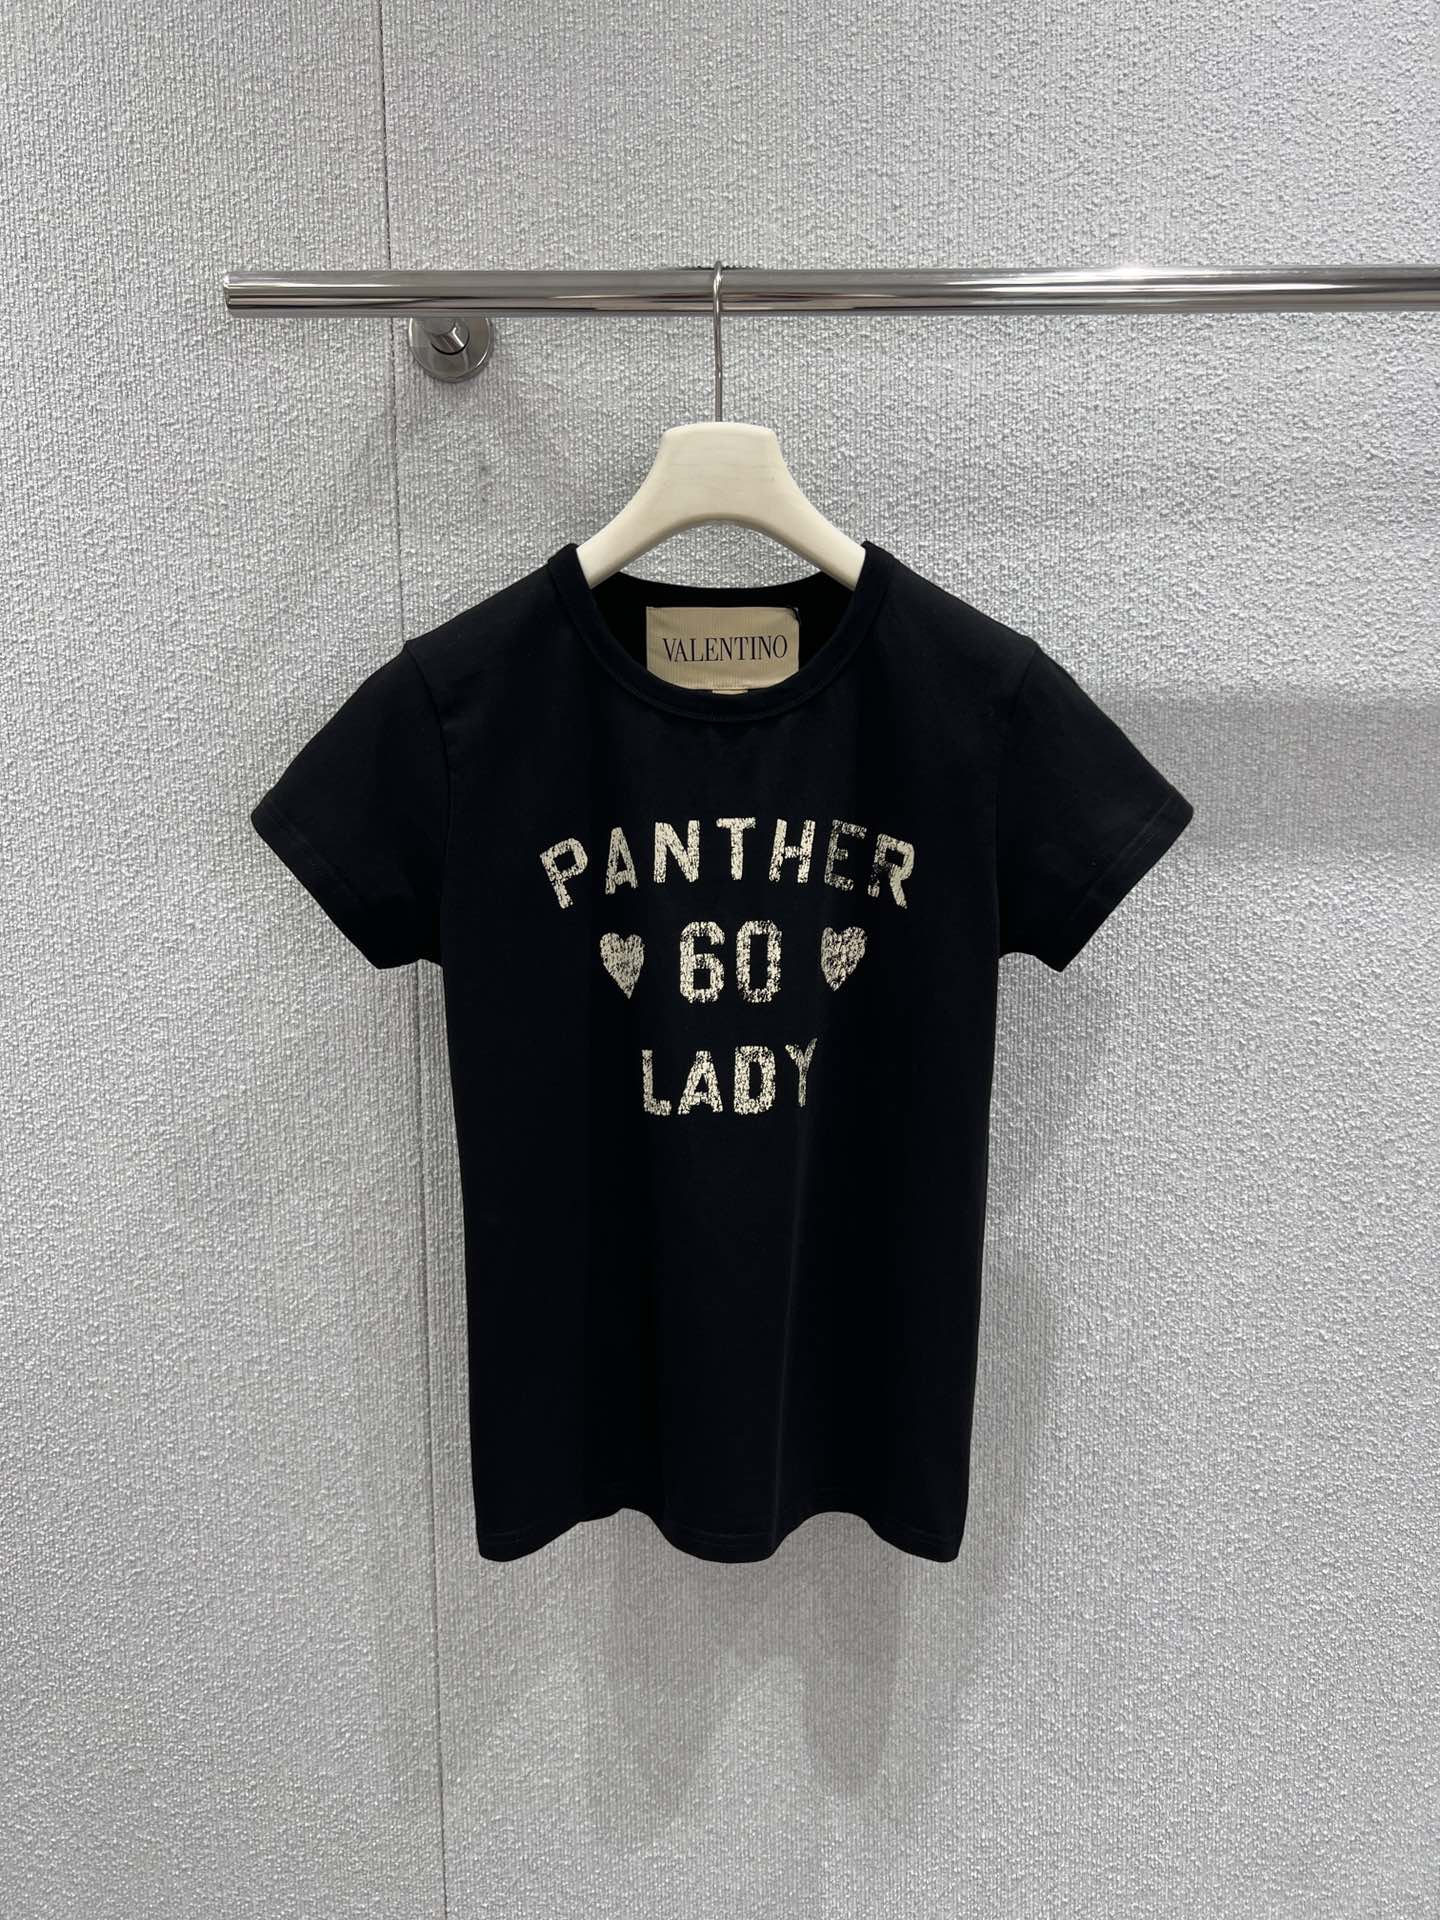 VALENTINO
PANTHER
60
LADY